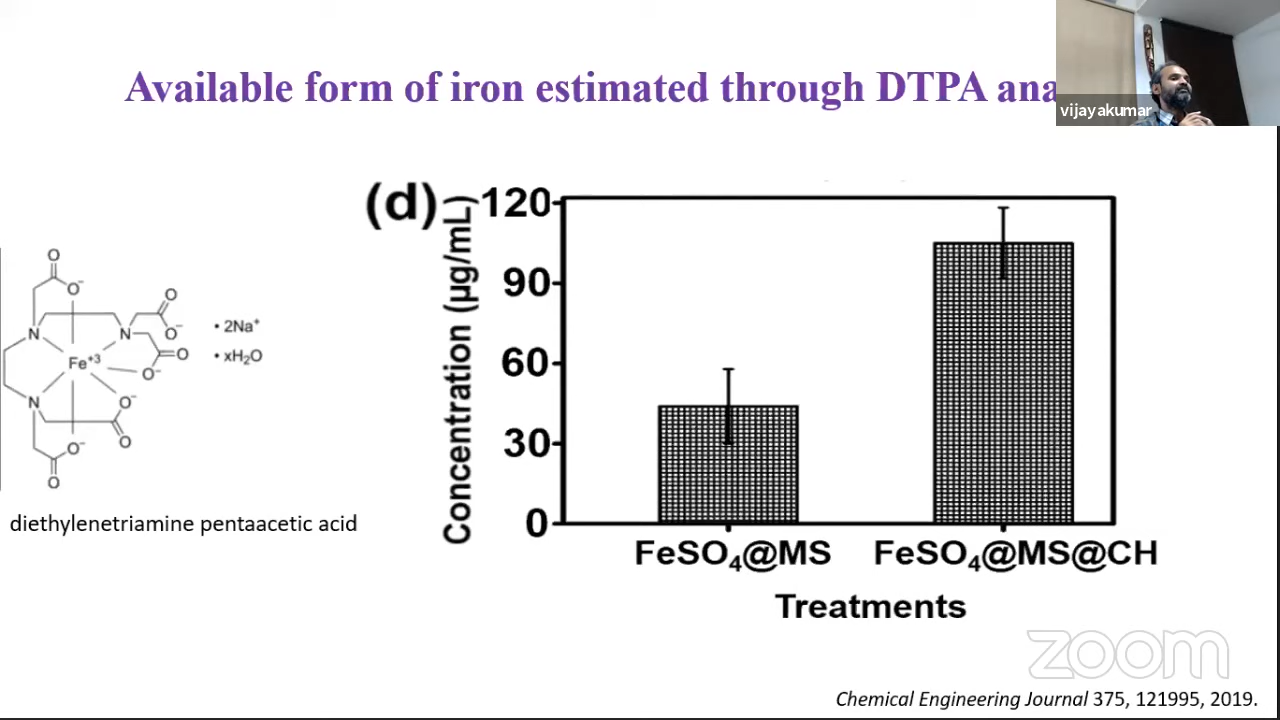 Available form of iron estimated through DTPA ana
vijayakumar
(d)
Concentration (µg/mL)
120
90
60
30
0
FeSO₄@MS FeSO₄@MS@CH
Treatments
O
O⁻
O
O⁻
N
N
O
O⁻
Fe⁺³
• 2Na⁺
• xH₂O
N
O⁻
O
O⁻
O
diethylenetriamine pentaacetic acid
zoom
Chemical Engineering Journal 375, 121995, 2019.